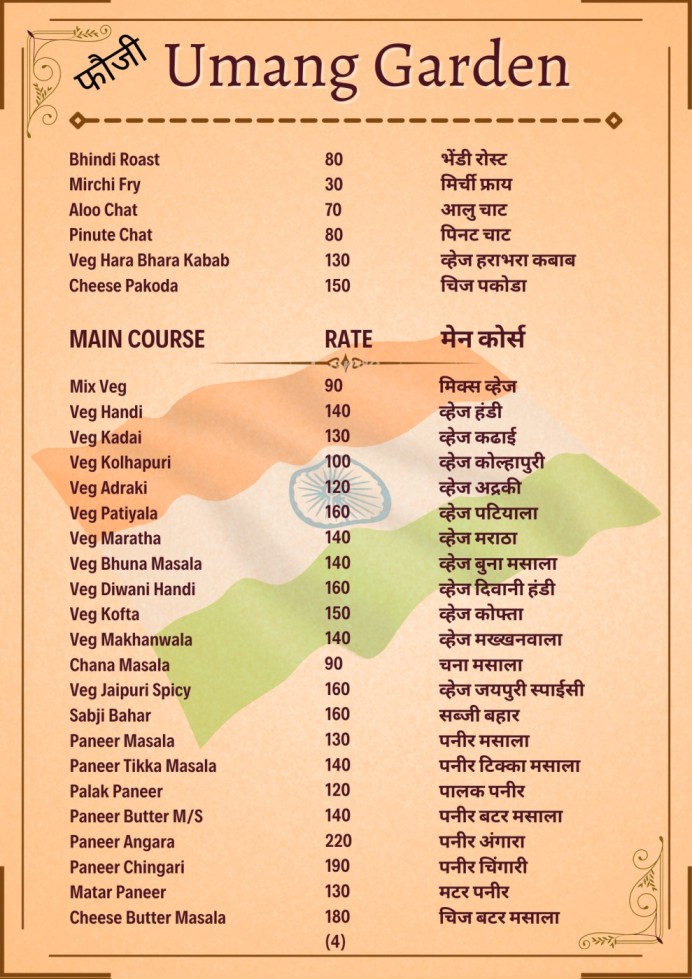 फौजी Umang Garden
Bhindi Roast 80 भेंडी रोस्ट
Mirchi Fry 30 मिर्ची फ्राय
Aloo Chat 70 आलु चाट
Pinute Chat 80 पिनट चाट
Veg Hara Bhara Kabab 130 व्हेज हराभरा कबाब
Cheese Pakoda 150 चिज पकोडा
MAIN COURSE RATE मेन कोर्स
Mix Veg 90 मिक्स व्हेज
Veg Handi 140 व्हेज हंडी
Veg Kadai 130 व्हेज कढाई
Veg Kolhapuri 100 व्हेज कोल्हापुरी
Veg Adraki 120 व्हेज अद्रकी
Veg Patiyala 160 व्हेज पटियाला
Veg Maratha 140 व्हेज मराठा
Veg Bhuna Masala 140 व्हेज बुना मसाला
Veg Diwani Handi 160 व्हेज दिवानी हंडी
Veg Kofta 150 व्हेज कोफ्ता
Veg Makhanwala 140 व्हेज मख्खनवाला
Chana Masala 90 चना मसाला
Veg Jaipuri Spicy 160 व्हेज जयपुरी स्पाईसी
Sabji Bahar 160 सब्जी बहार
Paneer Masala 130 पनीर मसाला
Paneer Tikka Masala 140 पनीर टिक्का मसाला
Palak Paneer 120 पालक पनीर
Paneer Butter M/S 140 पनीर बटर मसाला
Paneer Angara 220 पनीर अंगारा
Paneer Chingari 190 पनीर चिंगारी
Matar Paneer 130 मटर पनीर
Cheese Butter Masala 180 चिज बटर मसाला
(4)